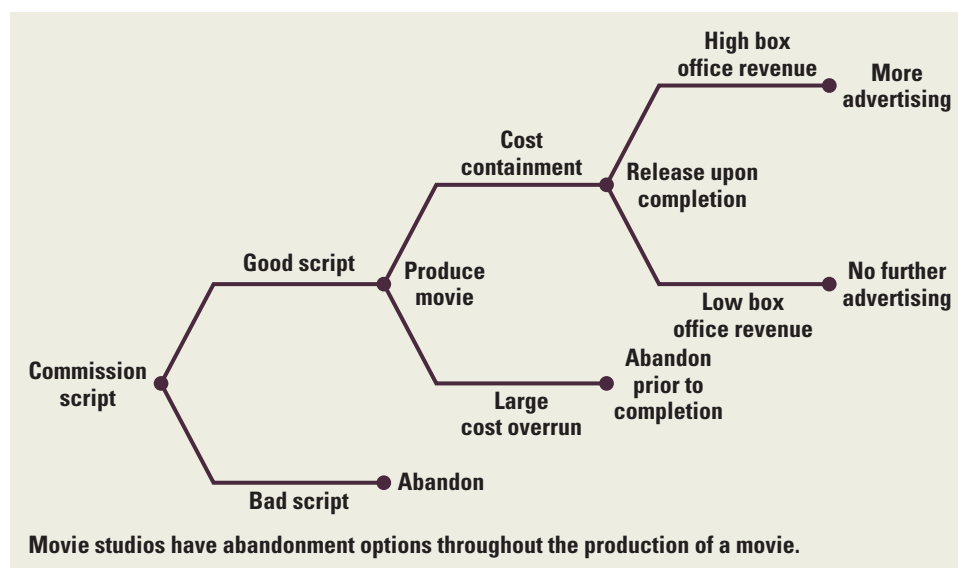 High box
office revenue
More
advertising
Cost
containment
Release upon
completion
Good script
Produce
movie
No further
advertising
Low box
office revenue
Commission
script
Abandon
prior to
completion
Large
cost overrun
Abandon
Bad script
Movie studios have abandonment options throughout the production of a movie.